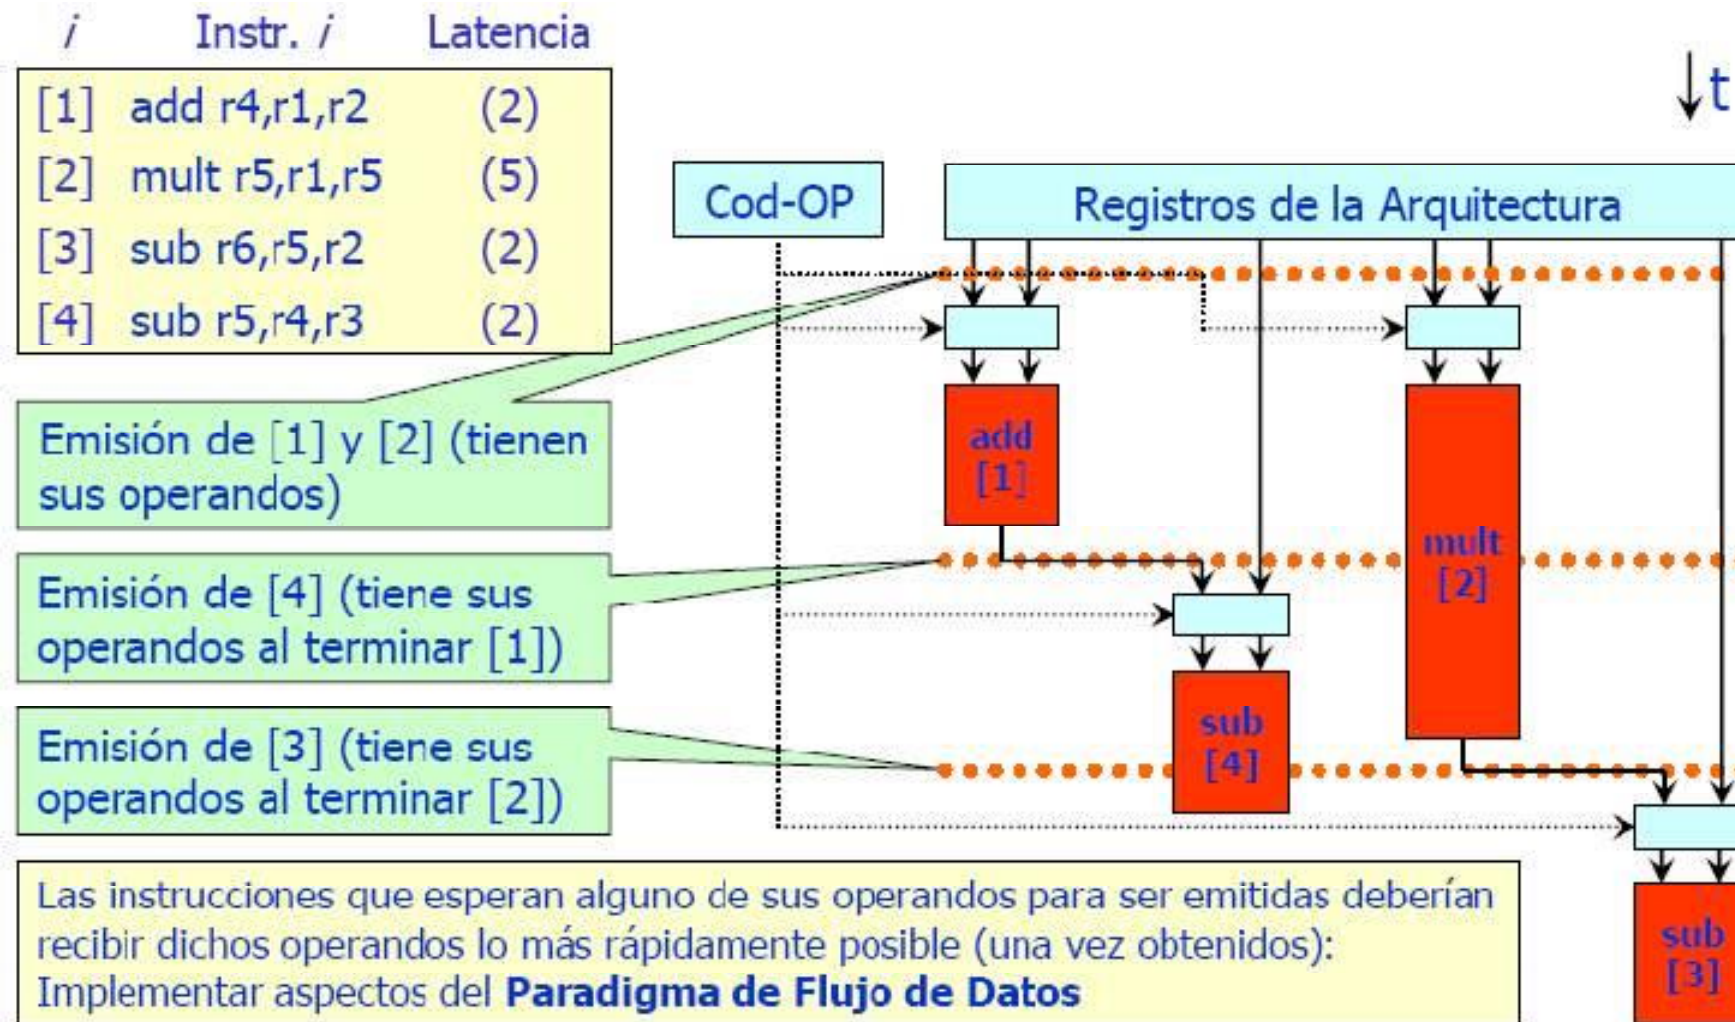 i Instr. i Latencia
[1] add r4,r1,r2 (2)
[2] mult r5,r1,r5 (5)
[3] sub r6,r5,r2 (2)
[4] sub r5,r4,r3 (2)
t
Cod-OP
Registros de la Arquitectura
Emisión de [1] y [2] (tienen
sus operandos)
add
[1]
mult
[2]
Emisión de [4] (tiene sus
operandos al terminar [1])
sub
[4]
Emisión de [3] (tiene sus
operandos al terminar [2])
sub
[3]
Las instrucciones que esperan alguno de sus operandos para ser emitidas deberían
recibir dichos operandos lo más rápidamente posible (una vez obtenidos):
Implementar aspectos del Paradigma de Flujo de Datos